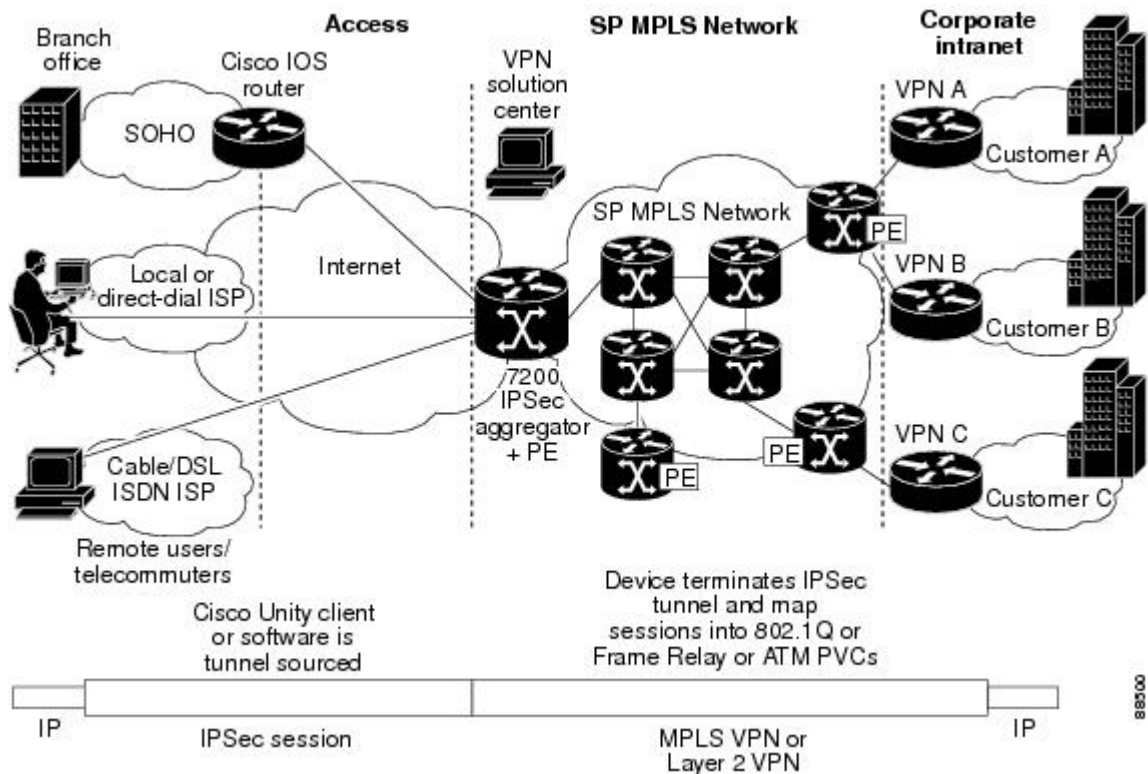 Branch
office
Access
SP MPLS Network
Corporate
intranet
Cisco IOS
router
VPN
solution
center
SOHO
VPN A
Customer A
SP MPLS Network
PE
Local or
direct-dial ISP
Internet
VPN B
Customer B
7200
IPSec
aggregator
+ PE
Cable/DSL
ISDN ISP
PE
PE
VPN C
Customer C
Remote users/
telecommuters
Cisco Unity client
or software is
tunnel sourced
Device terminates IPSec
tunnel and map
sessions into 802.1Q or
Frame Relay or ATM PVCs
IP
IPSec session
MPLS VPN or
Layer 2 VPN
IP
88500